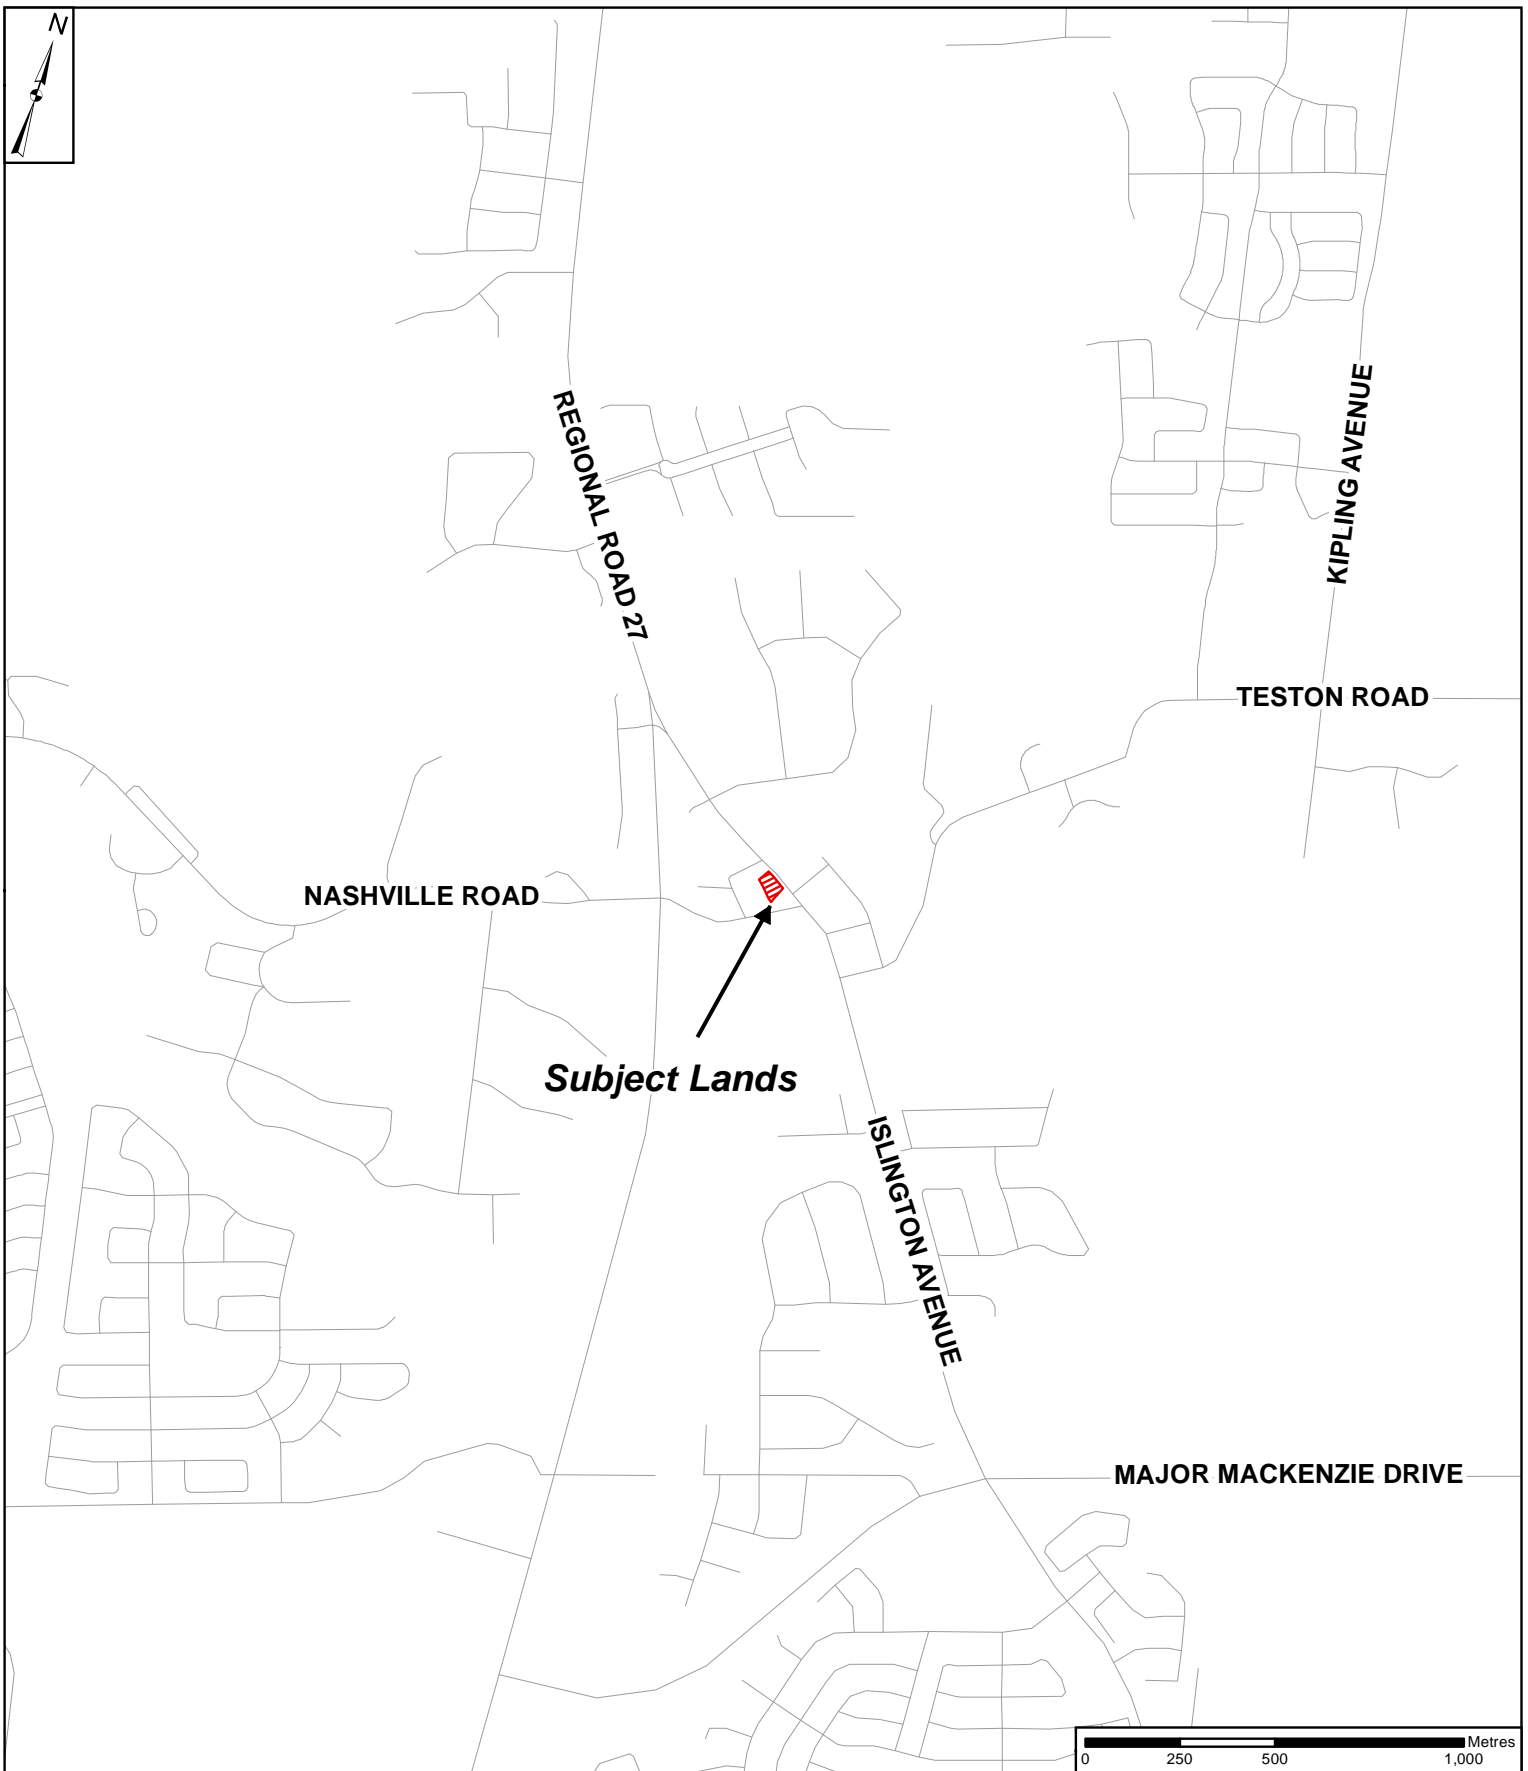 N
REGIONAL ROAD 27
KIPLING AVENUE
TESTON ROAD
NASHVILLE ROAD
Subject Lands
ISLINGTON AVENUE
MAJOR MACKENZIE DRIVE
Metres
0 250 500 1,000